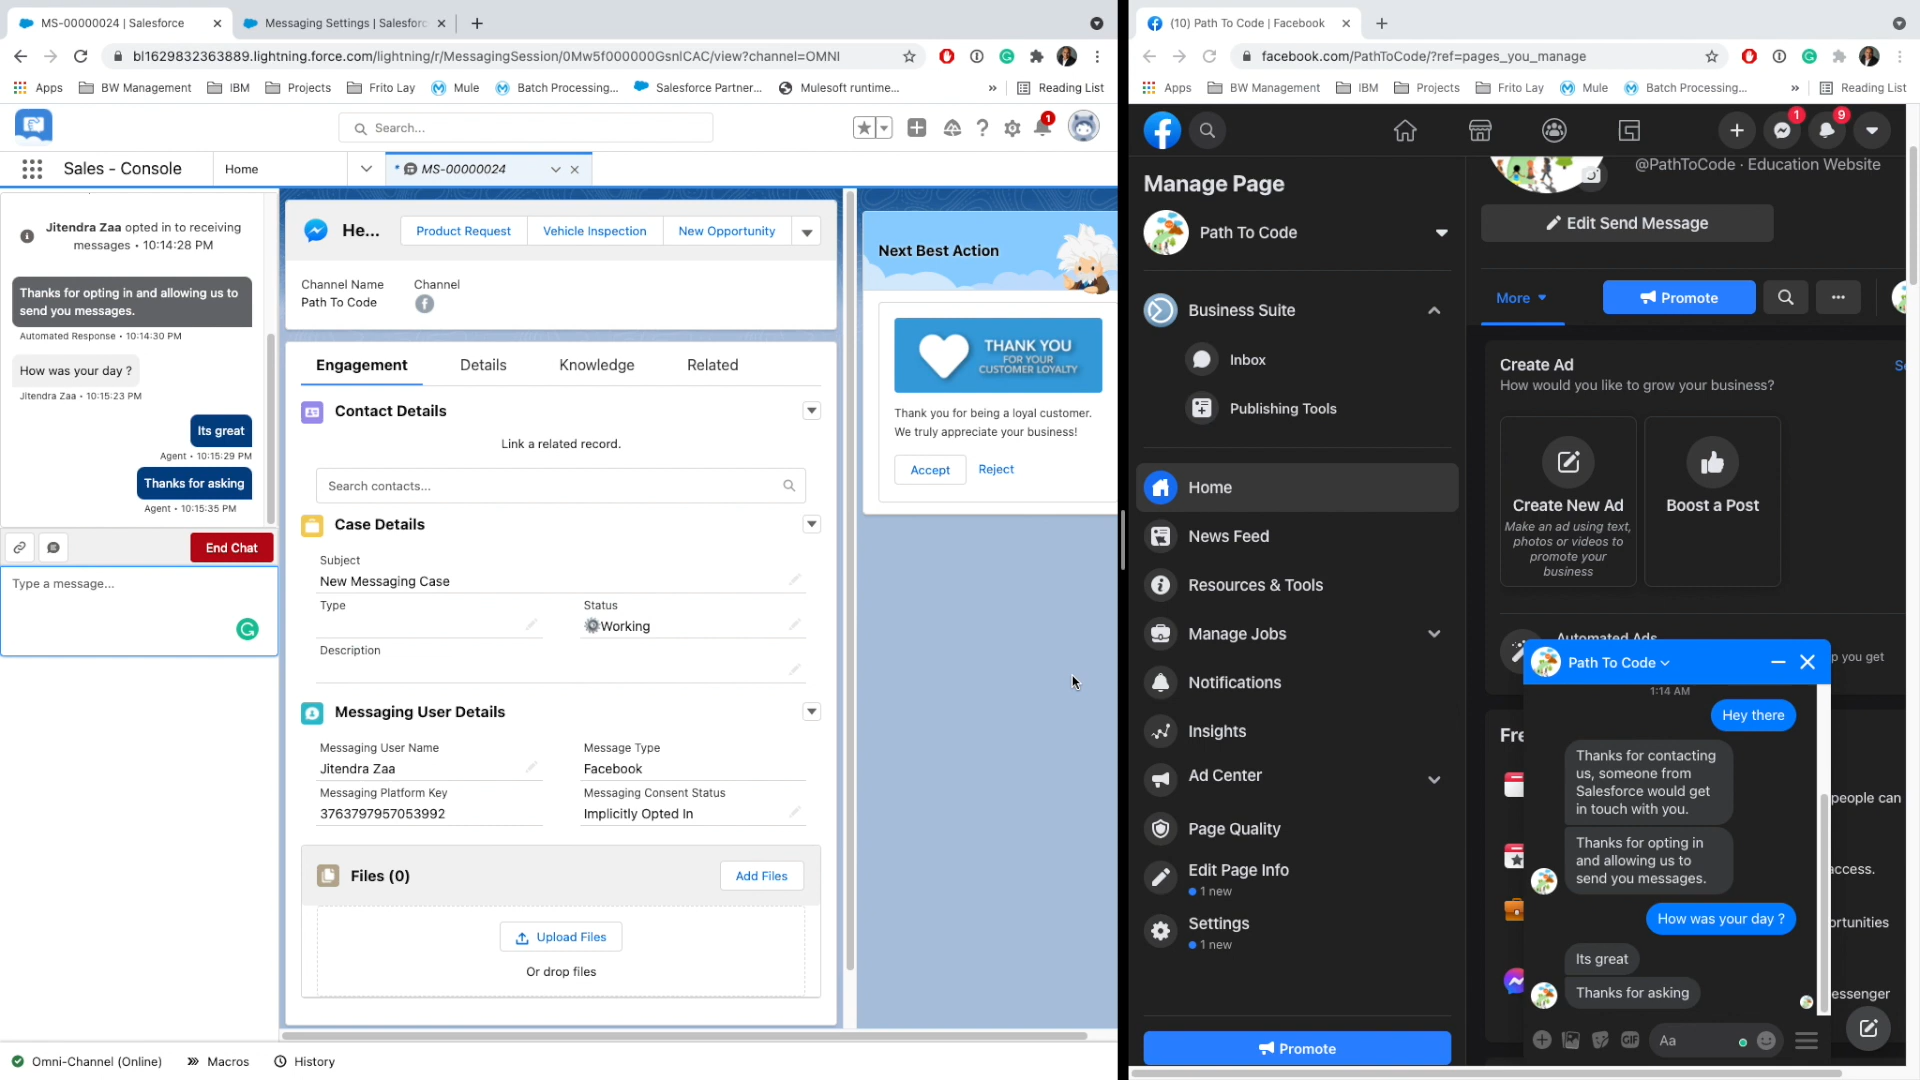 MS-00000024 | Salesforce
Messaging Settings | Salesforc
bl1629832363889.lightning.force.com/lightning/r/MessagingSession/0Mw5f000000GsnlCAC/view?channel=OMNI
Apps
BW Management
IBM
Projects
Frito Lay
Mule
Batch Processing...
Salesforce Partner...
Mulesoft runtime...
»
Reading List
Search...
1
Sales - Console
Home
* MS-00000024
Jitendra Zaa opted in to receiving
messages • 10:14:28 PM
Thanks for opting in and allowing us to
send you messages.
Automated Response • 10:14:30 PM
How was your day ?
Jitendra Zaa • 10:15:23 PM
Its great
Agent • 10:15:29 PM
Thanks for asking
Agent • 10:15:35 PM
End Chat
Type a message...
He...
Product Request
Vehicle Inspection
New Opportunity
Channel Name
Path To Code
Channel
Engagement
Details
Knowledge
Related
Contact Details
Link a related record.
Search contacts...
Case Details
Subject
New Messaging Case
Type
Status
Working
Description
Messaging User Details
Messaging User Name
Jitendra Zaa
Message Type
Facebook
Messaging Platform Key
3763797957053992
Messaging Consent Status
Implicitly Opted In
Files (0)
Add Files
Upload Files
Or drop files
Next Best Action
THANK YOU
FOR YOUR
CUSTOMER LOYALTY
Thank you for being a loyal customer.
We truly appreciate your business!
Accept
Reject
Omni-Channel (Online)
Macros
History
(10) Path To Code | Facebook
facebook.com/PathToCode/?ref=pages_you_manage
Apps
BW Management
IBM
Projects
Frito Lay
Mule
Batch Processing...
»
Reading List
1
9
Manage Page
Path To Code
Business Suite
Inbox
Publishing Tools
Home
News Feed
Resources & Tools
Manage Jobs
Notifications
Insights
Ad Center
Page Quality
Edit Page Info
1 new
Settings
1 new
Promote
@PathToCode · Education Website
Edit Send Message
More
Promote
Create Ad
How would you like to grow your business?
Create New Ad
Make an ad using text,
photos or videos to
promote your
business
Boost a Post
Automated Ads
p you get
Fre
people can
access.
ortunities
essenger
Path To Code
1:14 AM
Hey there
Thanks for contacting
us, someone from
Salesforce would get
in touch with you.
Thanks for opting in
and allowing us to
send you messages.
How was your day ?
Its great
Thanks for asking
GIF
Aa